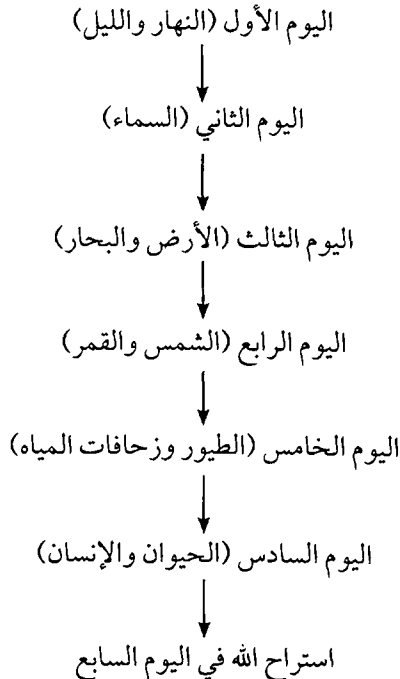 اليوم الأول (النهار والليل)
اليوم الثاني (السماء)
اليوم الثالث (الأرض والبحار)
اليوم الرابع (الشمس والقمر)
اليوم الخامس (الطيور وزحافات المياه)
اليوم السادس (الحيوان والإنسان)
استراح الله في اليوم السابع